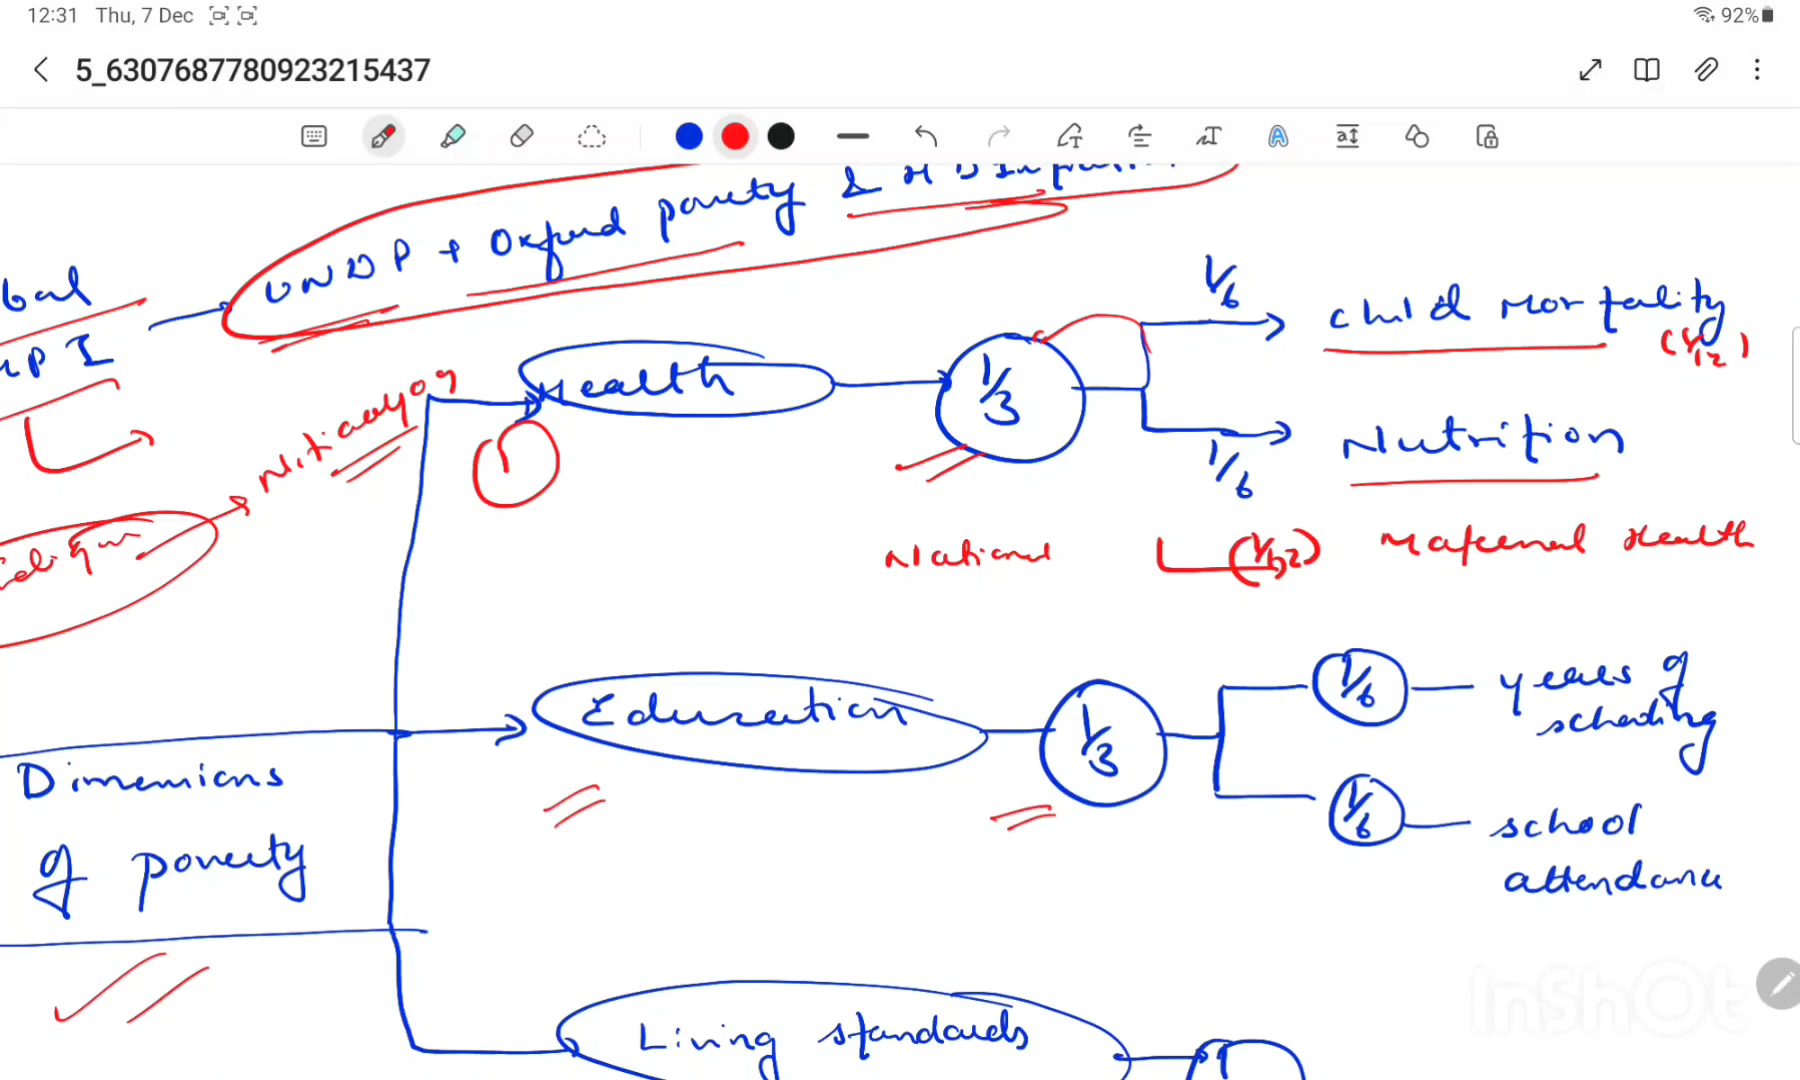 12:31 Thu, 7 Dec
92%
5_6307687780923215437
UNDP + Oxford poverty &
bal
MPI
Niti aayog
Health
1/3
1/6
Child Mortality
(1/12)
1/6
Nutrition
1
National
(1/12)
Maternal Health
Education
1/3
1/6
years of
schooling
1/6
school
attendance
Dimensions
of poverty
Living standards
InShOt